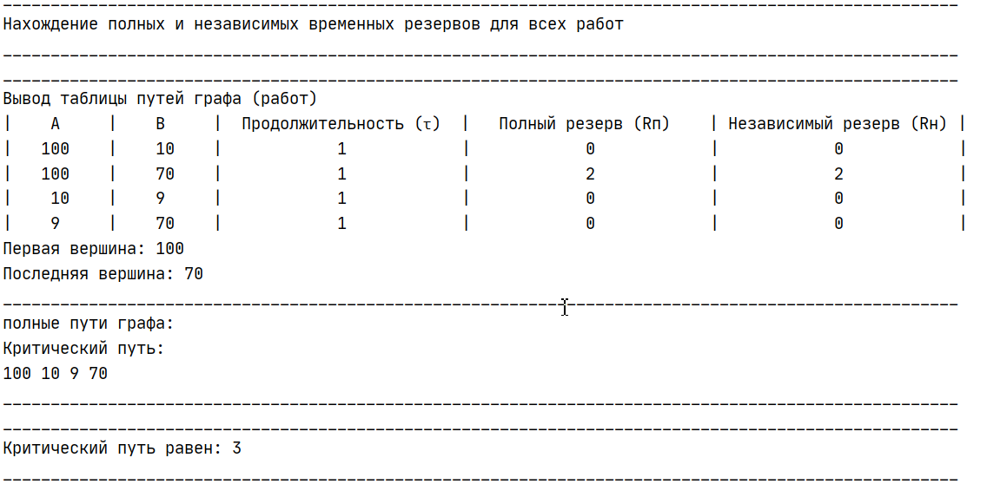 Нахождение полных и независимых временных резервов для всех работ
Вывод таблицы путей графа (работ)
| A | B | Продолжительность (τ) | Полный резерв (Rп) | Независимый резерв (Rн) |
| 100 | 10 | 1 | 0 | 0 |
| 100 | 70 | 1 | 2 | 2 |
| 10 | 9 | 1 | 0 | 0 |
| 9 | 70 | 1 | 0 | 0 |
Первая вершина: 100
Последняя вершина: 70
полные пути графа:
Критический путь:
100 10 9 70
Критический путь равен: 3